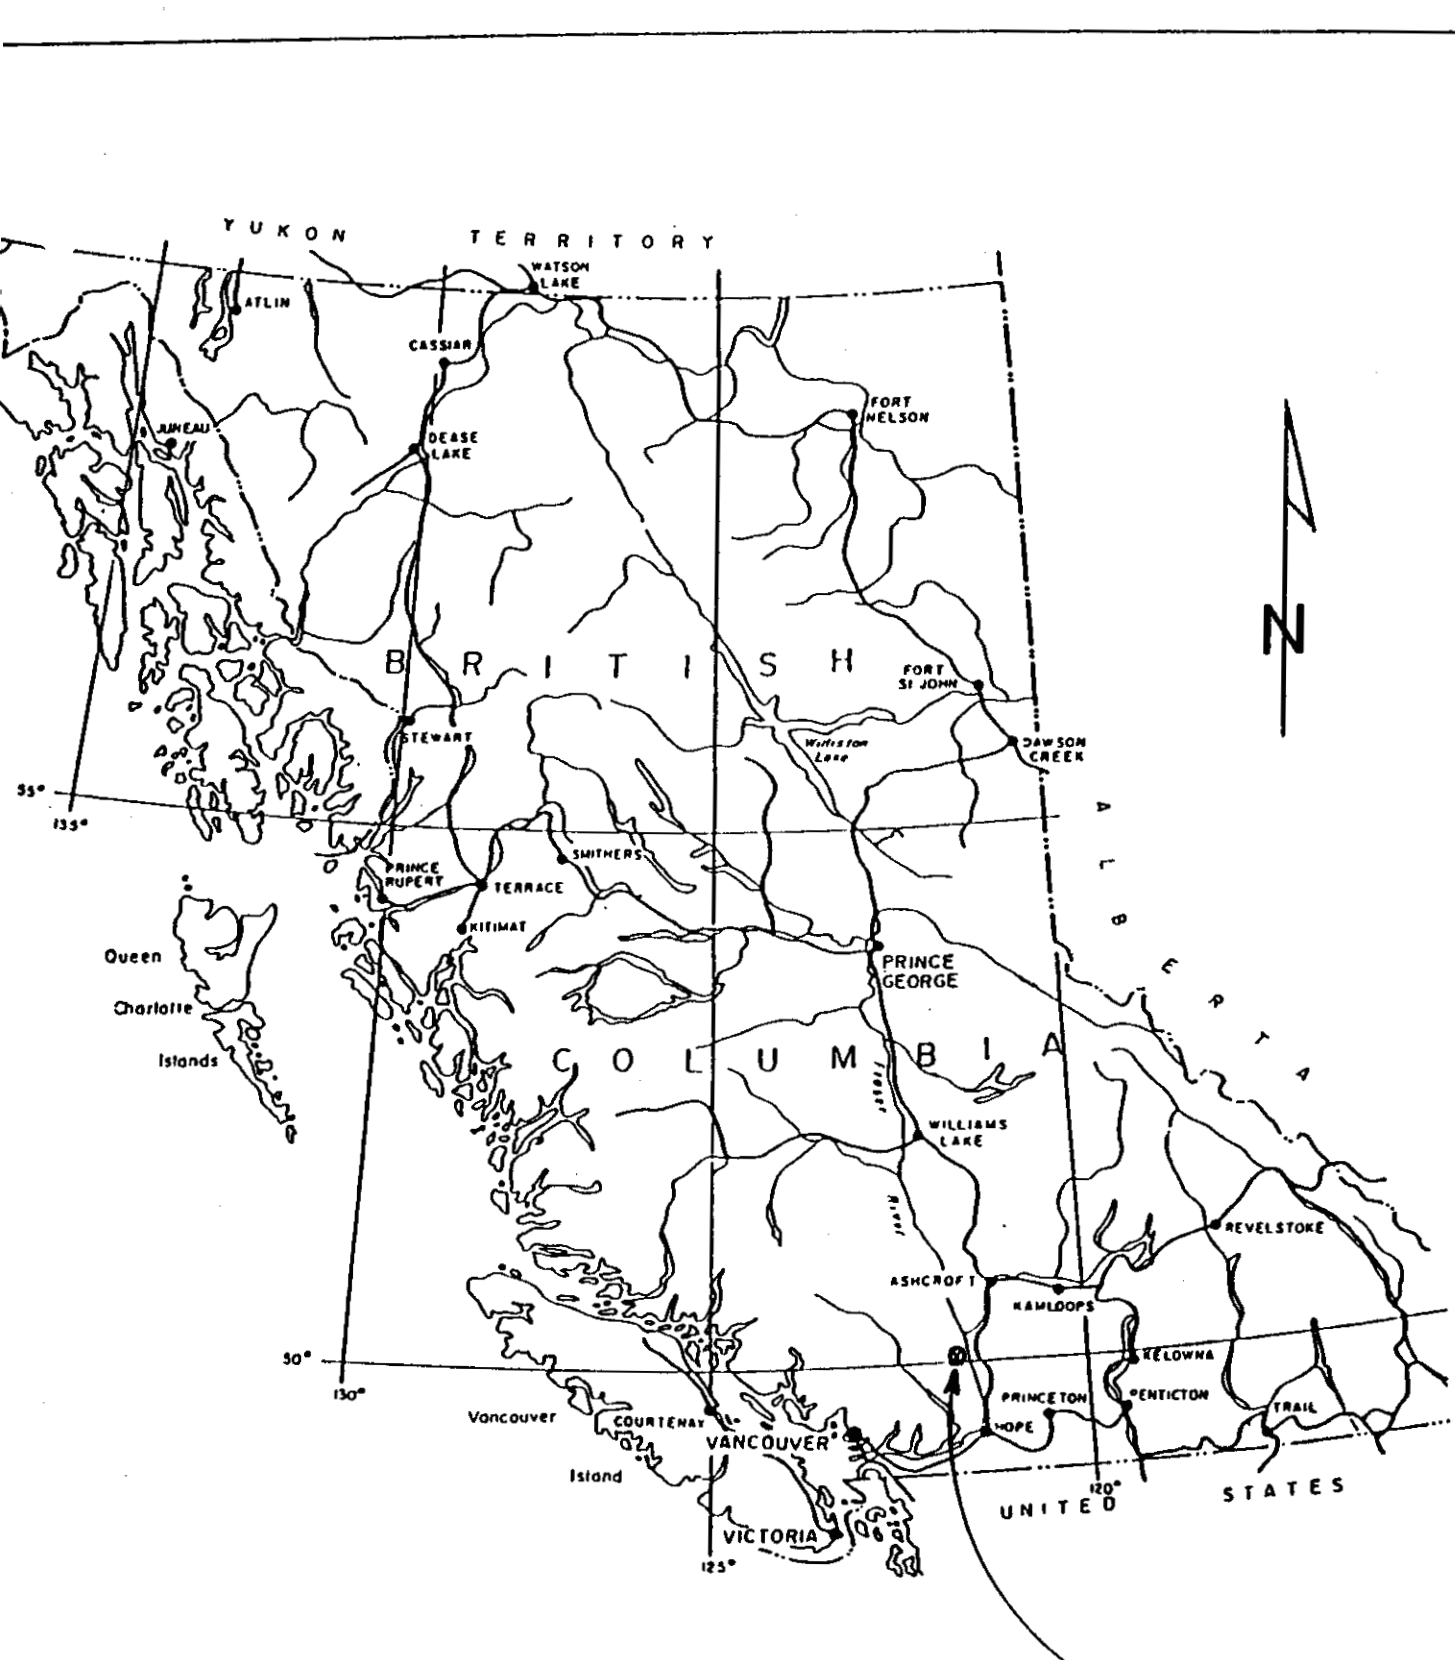 YUKON TERRITORY
WATSON
LAKE
ATLIN
CASSIAR
FORT
NELSON
JUNEAU
DEASE
LAKE
N
BRITISH
FORT
ST JOHN
STEWART
Williston
Lake
DAWSON
CREEK
55°
135°
ALBERTA
SMITHERS
PRINCE
RUPERT
TERRACE
KITIMAT
Queen
Charlotte
Islands
PRINCE
GEORGE
COLUMBIA
Fraser
River
WILLIAMS
LAKE
REVELSTOKE
ASHCROFT
KAMLOOPS
50°
130°
KELOWNA
PRINCETON
PENTICTON
TRAIL
Vancouver
Island
COURTENAY
VANCOUVER
HOPE
120°
UNITED STATES
VICTORIA
125°